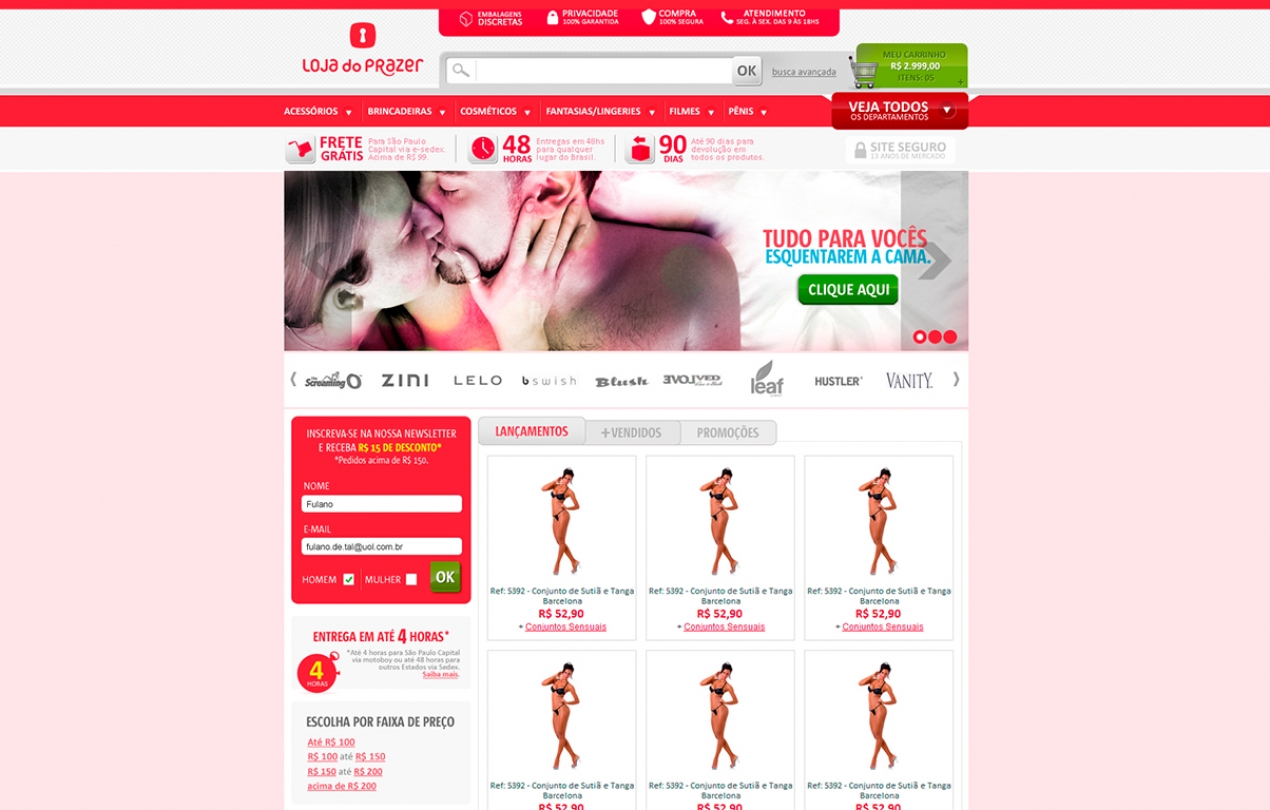 EMBALAGENS
DISCRETAS
PRIVACIDADE
100% GARANTIDA
COMPRA
100% SEGURA
ATENDIMENTO
SEG. À SEX. DAS 9 ÀS 18HS
LOJA do PRAZER
OK
busca avançada
MEU CARRINHO
R$ 2.999,00
ITENS: 05
+
ACESSÓRIOS
BRINCADEIRAS
COSMÉTICOS
FANTASIAS/LINGERIES
FILMES
PÊNIS
VEJA TODOS
OS DEPARTAMENTOS
FRETE
GRÁTIS
Para São Paulo
Capital via e-sedex.
Acima de R$ 99.
48
HORAS
Entregas em 48hs
para qualquer
lugar do Brasil.
90
DIAS
Até 90 dias para
devolução em
todos os produtos.
SITE SEGURO
13 ANOS DE MERCADO
TUDO PARA VOCÊS
ESQUENTAREM A CAMA.
CLIQUE AQUI
Screaming O
ZINI
LELO
bswish
Blush
EVOLVED
leaf
HUSTLER
VANITY.
INSCREVA-SE NA NOSSA NEWSLETTER
E RECEBA R$ 15 DE DESCONTO*
*Pedidos acima de R$ 150.
NOME
Fulano
E-MAIL
fulano.de.tal@uol.com.br
HOMEM
MULHER
OK
ENTREGA EM ATÉ 4 HORAS*
4
HORAS
*Até 4 horas para São Paulo Capital
via motoboy ou até 48 horas para
outros Estados via Sedex.
Saiba mais.
ESCOLHA POR FAIXA DE PREÇO
Até R$ 100
R$ 100 até R$ 150
R$ 150 até R$ 200
acima de R$ 200
LANÇAMENTOS
+VENDIDOS
PROMOÇÕES
Ref: 5392 - Conjunto de Sutiã e Tanga
Barcelona
R$ 52,90
+ Conjuntos Sensuais
Ref: 5392 - Conjunto de Sutiã e Tanga
Barcelona
R$ 52,90
+ Conjuntos Sensuais
Ref: 5392 - Conjunto de Sutiã e Tanga
Barcelona
R$ 52,90
+ Conjuntos Sensuais
Ref: 5392 - Conjunto de Sutiã e Tanga
Barcelona
R$ 52,90
Ref: 5392 - Conjunto de Sutiã e Tanga
Barcelona
R$ 52,90
Ref: 5392 - Conjunto de Sutiã e Tanga
Barcelona
R$ 52,90